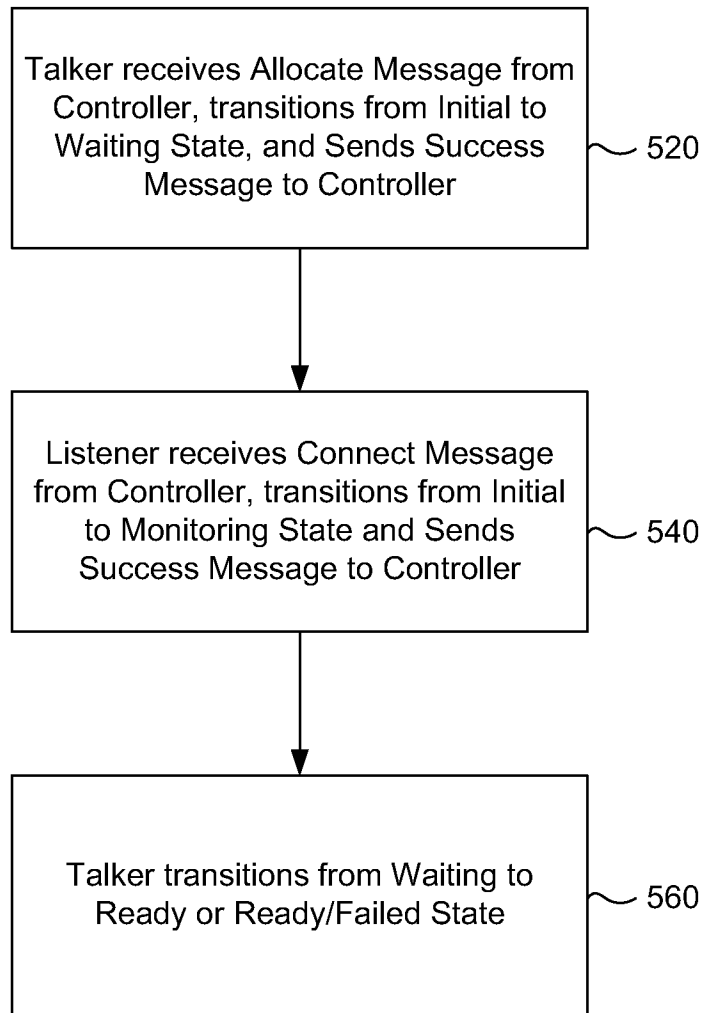 Talker receives Allocate Message from
Controller, transitions from Initial to
Waiting State, and Sends Success
Message to Controller
520
Listener receives Connect Message
from Controller, transitions from Initial
to Monitoring State and Sends
Success Message to Controller
540
Talker transitions from Waiting to
Ready or Ready/Failed State
560